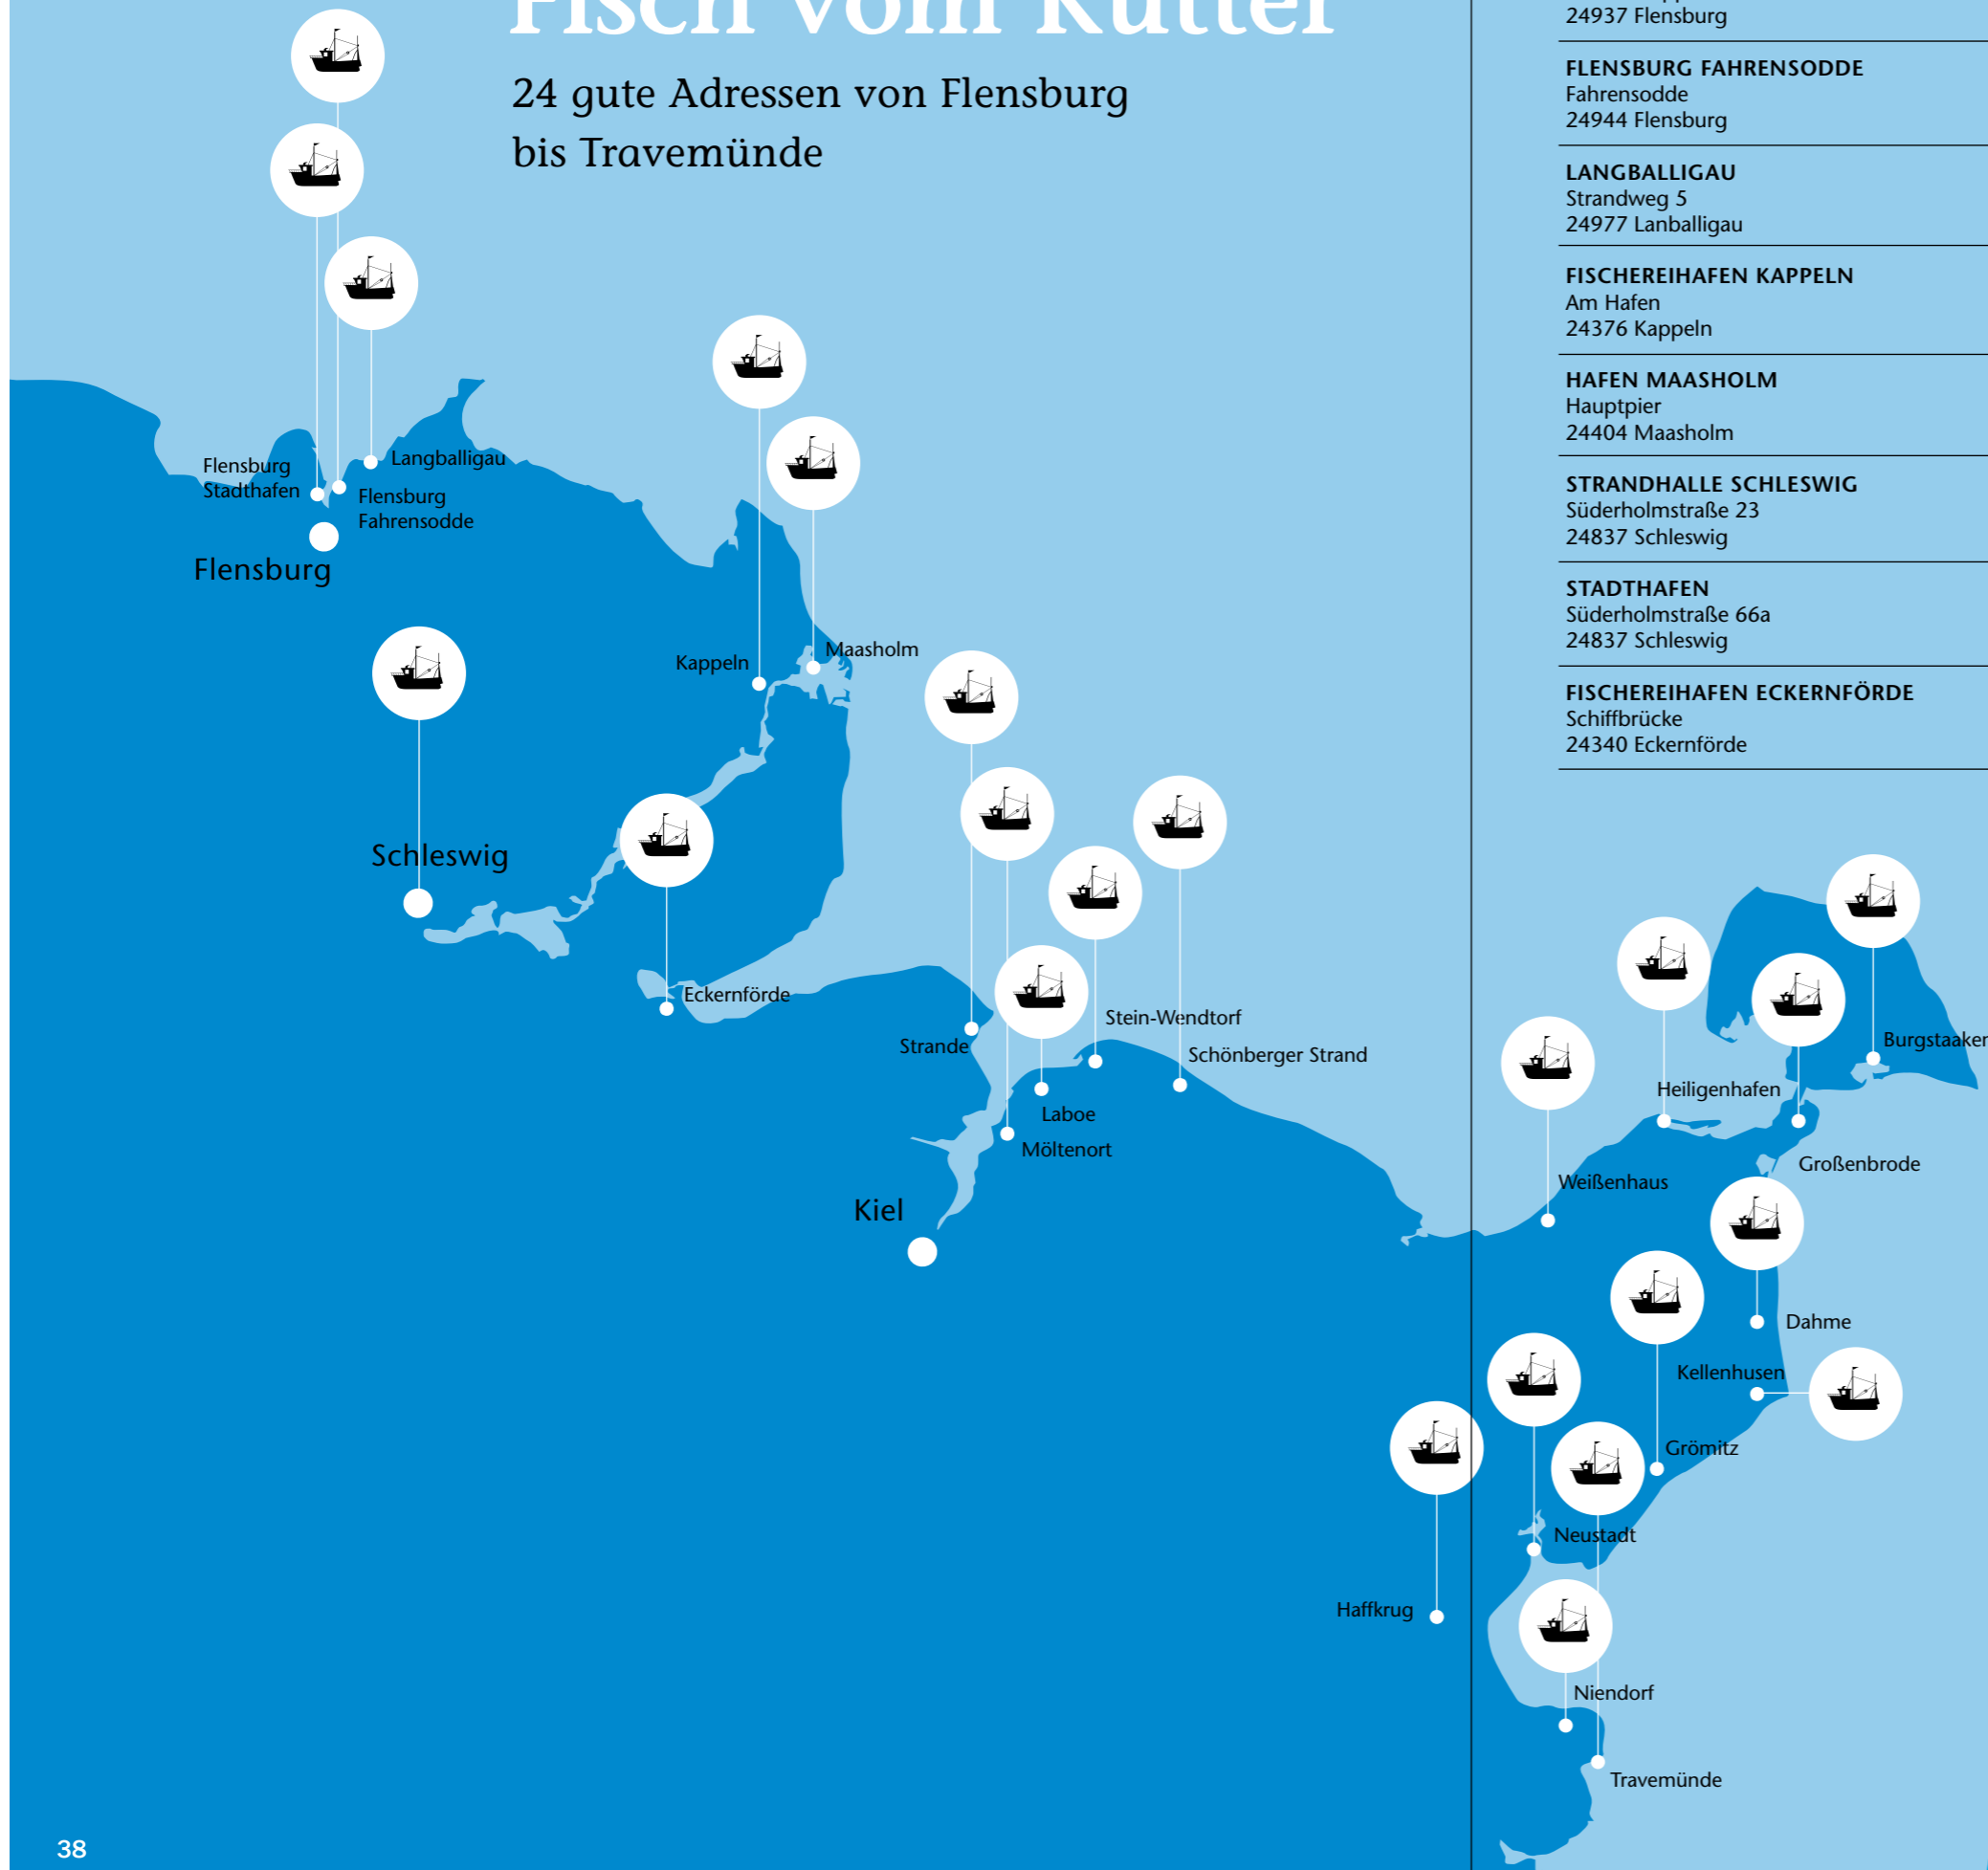 Fisch vom Kutter
24 gute Adressen von Flensburg
bis Travemünde
24937 Flensburg
FLENSBURG FAHRENSODDE
Fahrensodde
24944 Flensburg
LANGBALLIGAU
Strandweg 5
24977 Lanballigau
FISCHEREIHAFEN KAPPELN
Am Hafen
24376 Kappeln
HAFEN MAASHOLM
Hauptpier
24404 Maasholm
STRANDHALLE SCHLESWIG
Süderholmstraße 23
24837 Schleswig
STADTHAFEN
Süderholmstraße 66a
24837 Schleswig
FISCHEREIHAFEN ECKERNFÖRDE
Schiffbrücke
24340 Eckernförde
Flensburg
Stadthafen
Langballigau
Flensburg
Fahrensodde
Flensburg
Kappeln
Maasholm
Schleswig
Eckernförde
Strande
Stein-Wendtorf
Schönberger Strand
Laboe
Möltenort
Kiel
Burgstaaken
Heiligenhafen
Großenbrode
Weißenhaus
Dahme
Kellenhusen
Grömitz
Neustadt
Haffkrug
Niendorf
Travemünde
38